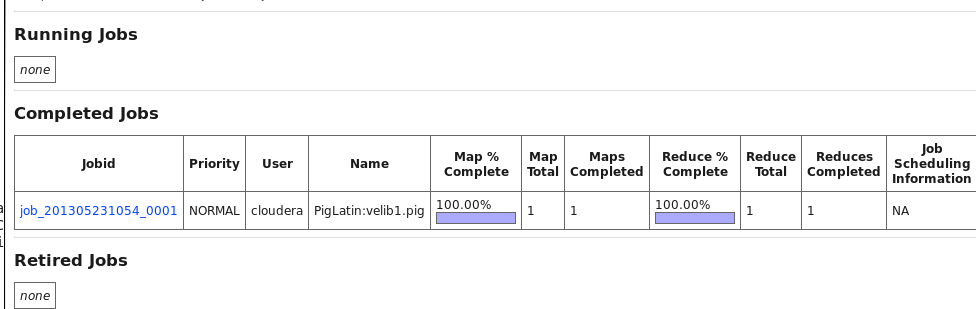 Running Jobs
none
Completed Jobs
Jobid Priority User Name Map % Complete Map Total Maps Completed Reduce % Complete Reduce Total Reduces Completed Job Scheduling Information
job_201305231054_0001 NORMAL cloudera PigLatin:velib1.pig 100.00% 1 1 100.00% 1 1 NA
Retired Jobs
none